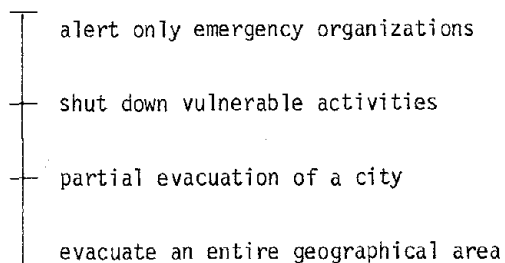 alert only emergency organizations
shut down vulnerable activities
partial evacuation of a city
evacuate an entire geographical area